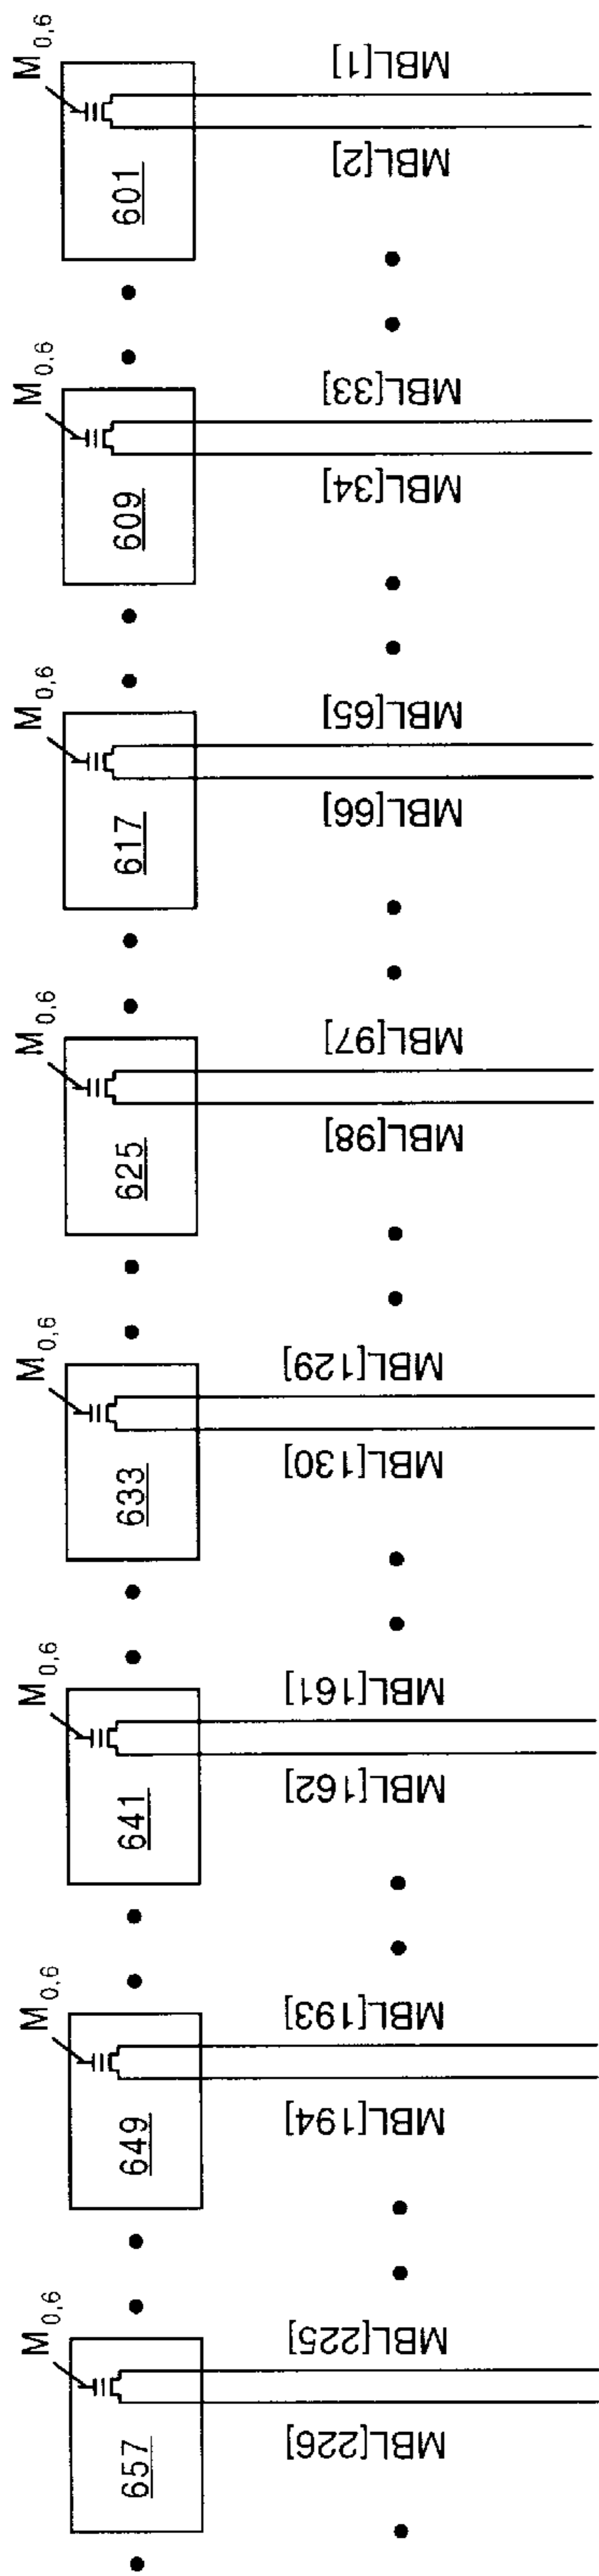 M0,6
601
MBL[1]
MBL[2]
M0,6
609
MBL[33]
MBL[34]
M0,6
617
MBL[65]
MBL[66]
M0,6
625
MBL[97]
MBL[98]
M0,6
633
MBL[129]
MBL[130]
M0,6
641
MBL[161]
MBL[162]
M0,6
649
MBL[193]
MBL[194]
M0,6
657
MBL[225]
MBL[226]